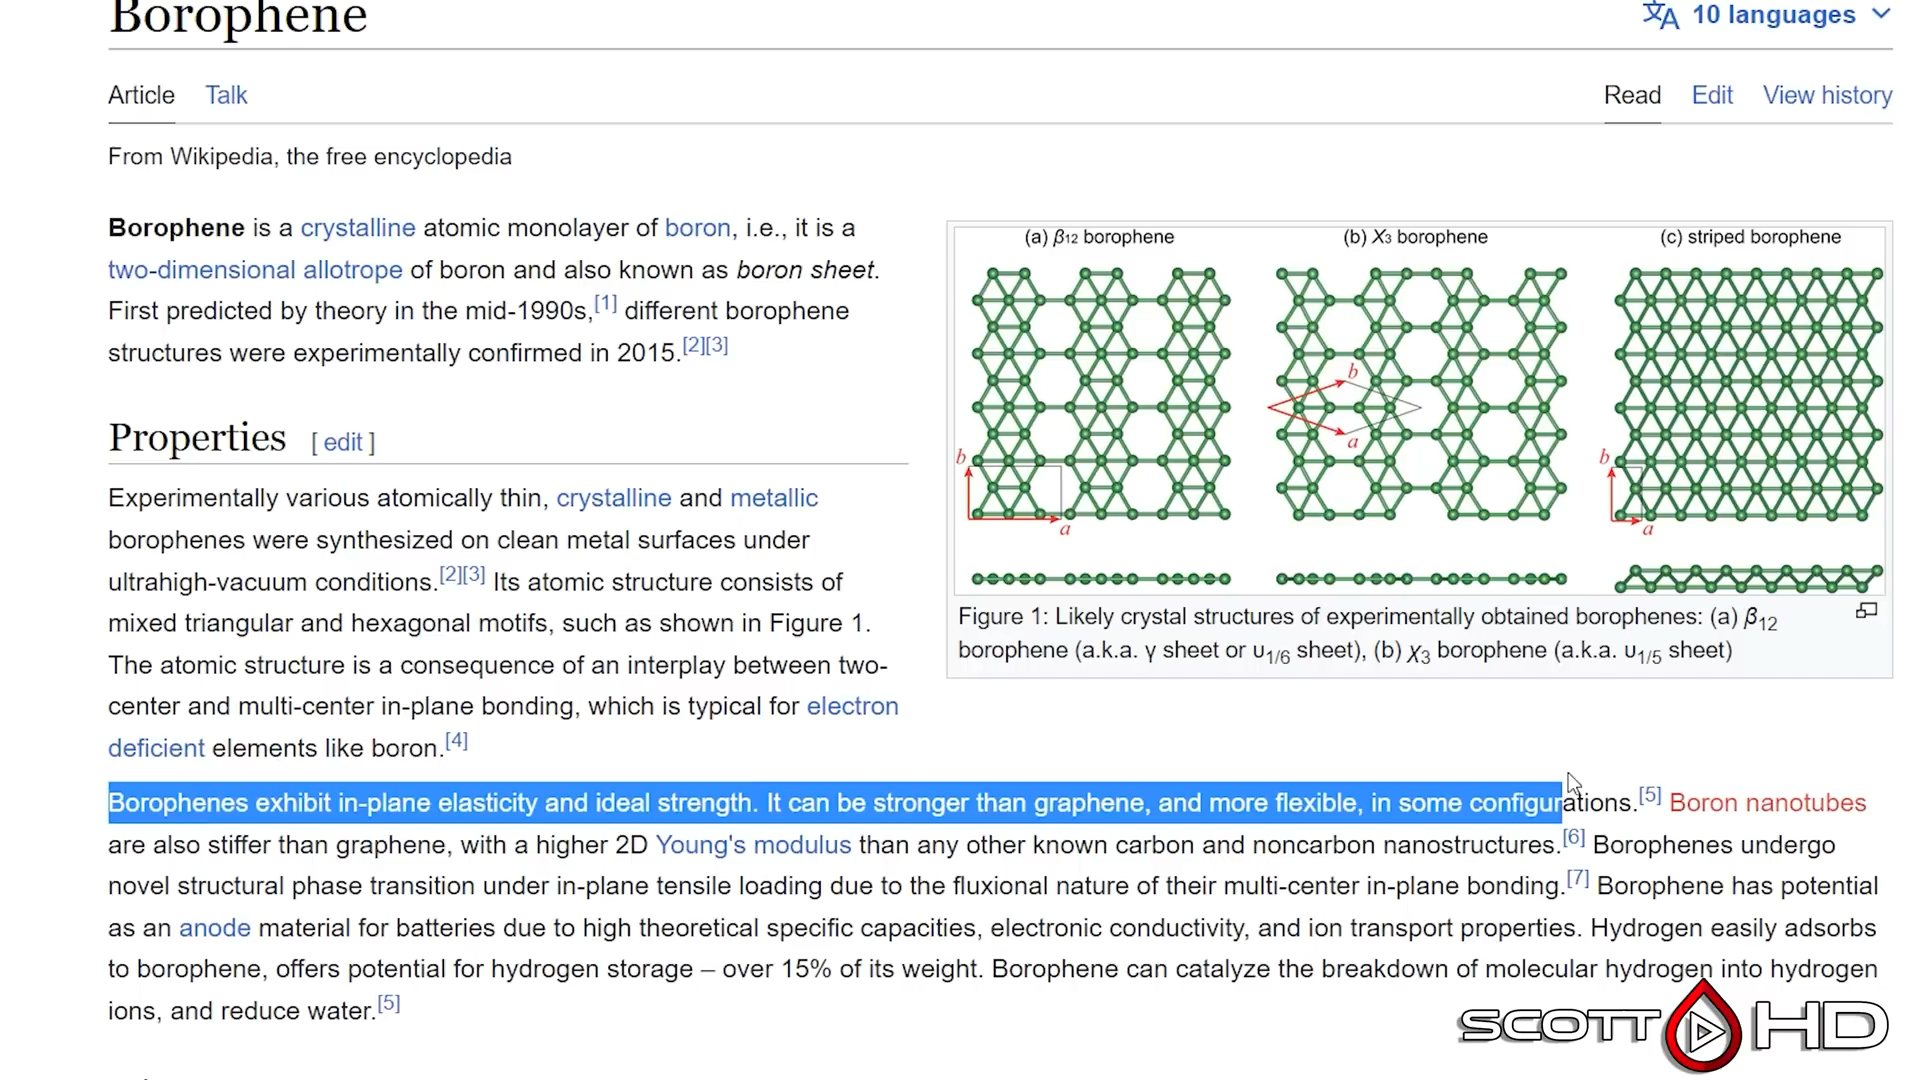 Borophene
10 languages
Article Talk
Read Edit View history
From Wikipedia, the free encyclopedia
Borophene is a crystalline atomic monolayer of boron, i.e., it is a
two-dimensional allotrope of boron and also known as boron sheet.
First predicted by theory in the mid-1990s,[1] different borophene
structures were experimentally confirmed in 2015.[2][3]
Properties [ edit ]
Experimentally various atomically thin, crystalline and metallic
borophenes were synthesized on clean metal surfaces under
ultrahigh-vacuum conditions.[2][3] Its atomic structure consists of
mixed triangular and hexagonal motifs, such as shown in Figure 1.
The atomic structure is a consequence of an interplay between two-
center and multi-center in-plane bonding, which is typical for electron
deficient elements like boron.[4]
(a) β12 borophene
(b) X3 borophene
(c) striped borophene
b
a
b
a
b
a
Figure 1: Likely crystal structures of experimentally obtained borophenes: (a) β12
borophene (a.k.a. γ sheet or υ1/6 sheet), (b) χ3 borophene (a.k.a. υ1/5 sheet)
Borophenes exhibit in-plane elasticity and ideal strength. It can be stronger than graphene, and more flexible, in some configurations.[5] Boron nanotubes
are also stiffer than graphene, with a higher 2D Young's modulus than any other known carbon and noncarbon nanostructures.[6] Borophenes undergo
novel structural phase transition under in-plane tensile loading due to the fluxional nature of their multi-center in-plane bonding.[7] Borophene has potential
as an anode material for batteries due to high theoretical specific capacities, electronic conductivity, and ion transport properties. Hydrogen easily adsorbs
to borophene, offers potential for hydrogen storage – over 15% of its weight. Borophene can catalyze the breakdown of molecular hydrogen into hydrogen
ions, and reduce water.[5]
SCOTT HD